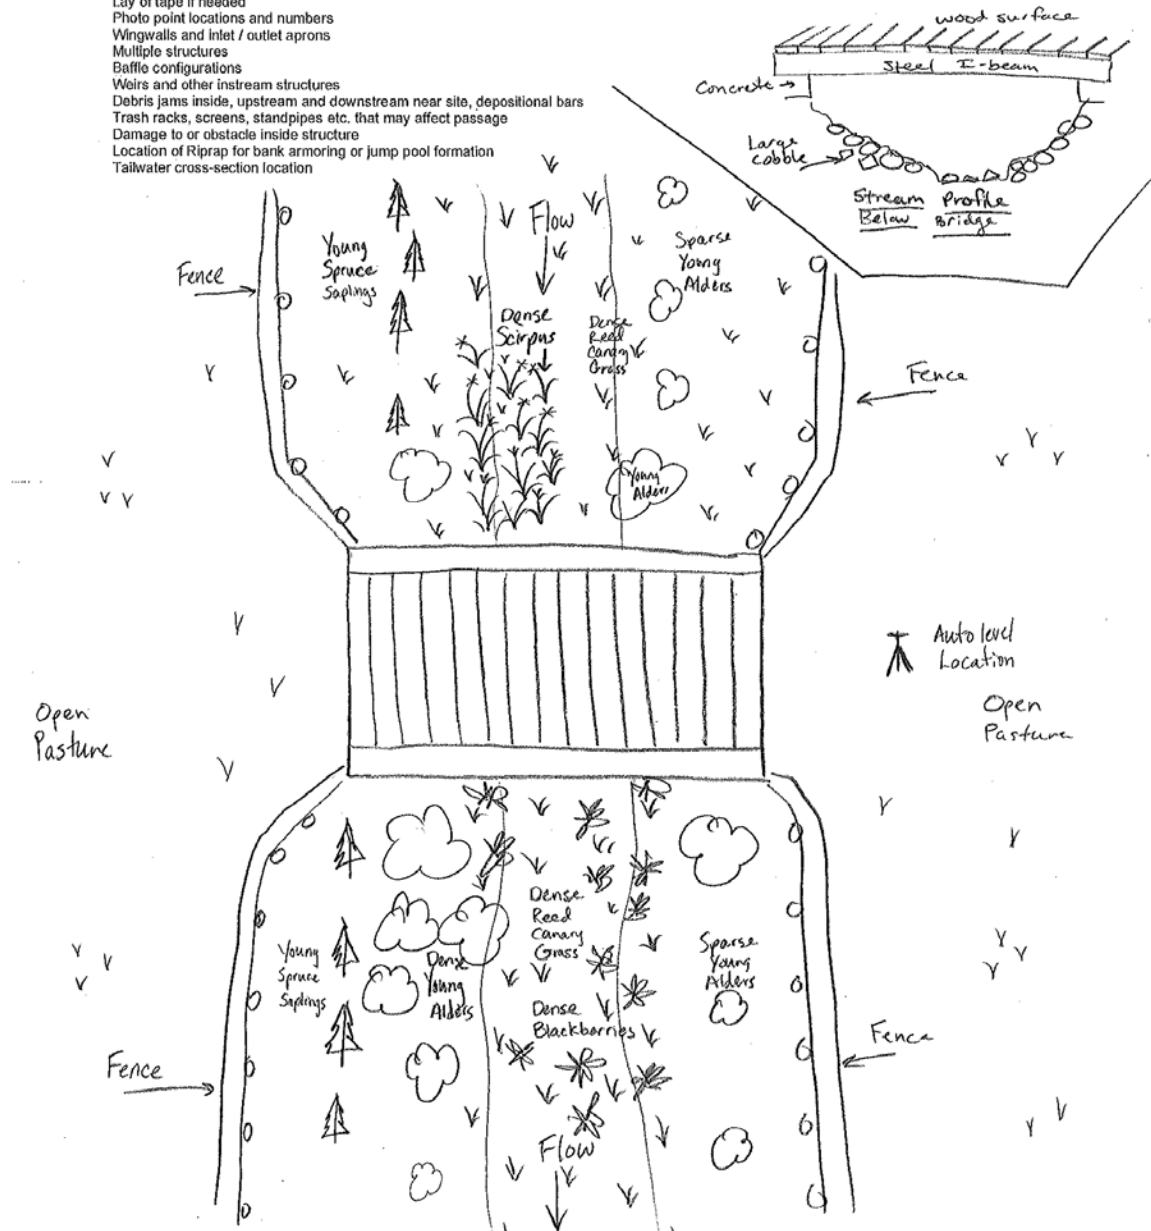 Lay of tape if needed
Photo point locations and numbers
Wingwalls and inlet / outlet aprons
Multiple structures
Baffle configurations
Weirs and other instream structures
Debris jams inside, upstream and downstream near site, depositional bars
Trash racks, screens, standpipes etc. that may affect passage
Damage to or obstacle inside structure
Location of Riprap for bank armoring or jump pool formation
Tailwater cross-section location
wood surface
Steel I-beam
Concrete
Large
Cobble
Stream Profile
Below Bridge
Flow
Young
Spruce
Saplings
Sparse
Young
Alders
Fence
Dense
Scirpus
Dense
Reed
Canary
Grass
Fence
Young
Alders
Auto level
Location
Open
Pasture
Open
Pasture
Dense
Reed
Canary
Grass
Young
Spruce
Saplings
Dense
Young
Alders
Sparse
Young
Alders
Dense
Blackberries
Fence
Fence
Flow